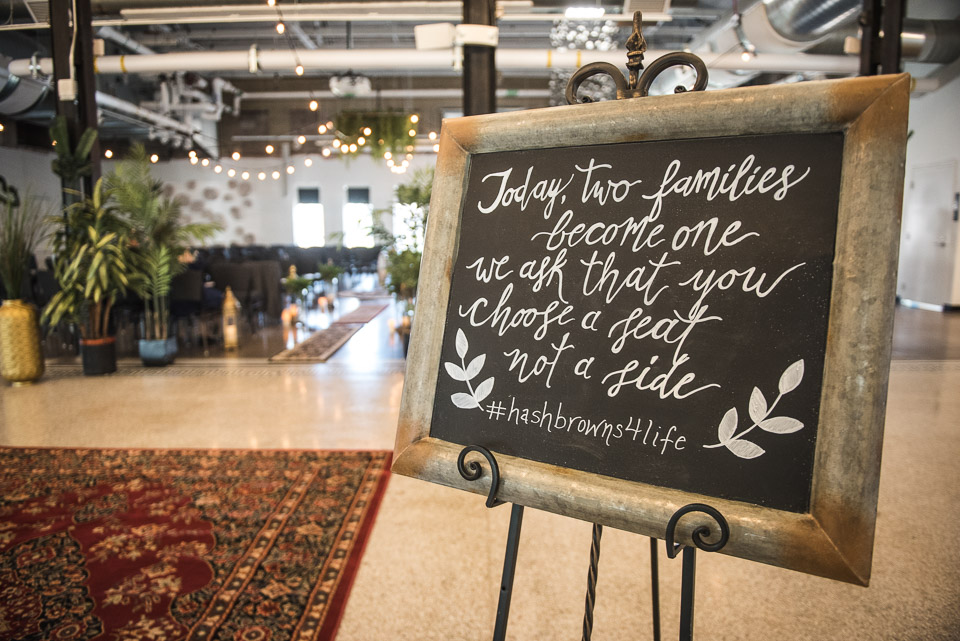 Today, two families
become one
we ask that you
choose a seat
not a side
#hashbrowns4life